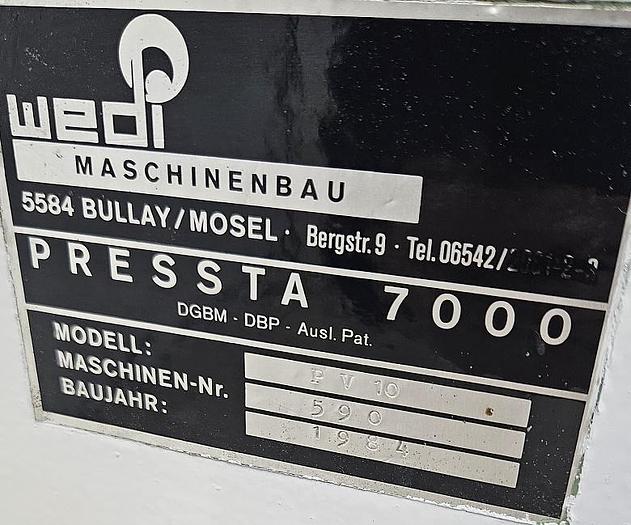 wedi
MASCHINENBAU
5584 BULLAY/MOSEL · Bergstr. 9 · Tel. 06542/
PRESSTA 7000
DGBM - DBP - Ausl. Pat.
MODELL: PV 10
MASCHINEN-Nr. 590
BAUJAHR: 1984